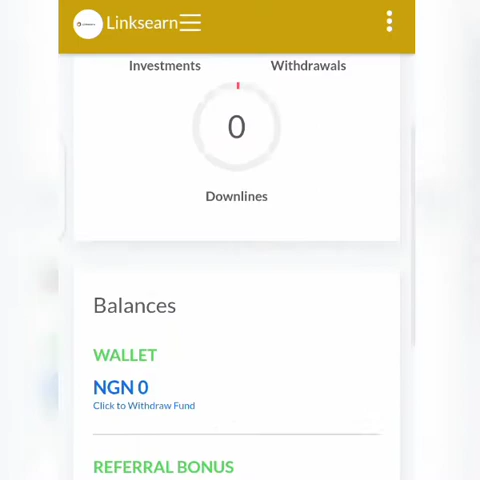 Linksearn
Investments Withdrawals
0
Downlines
Balances
WALLET
NGN 0
Click to Withdraw Fund
REFERRAL BONUS